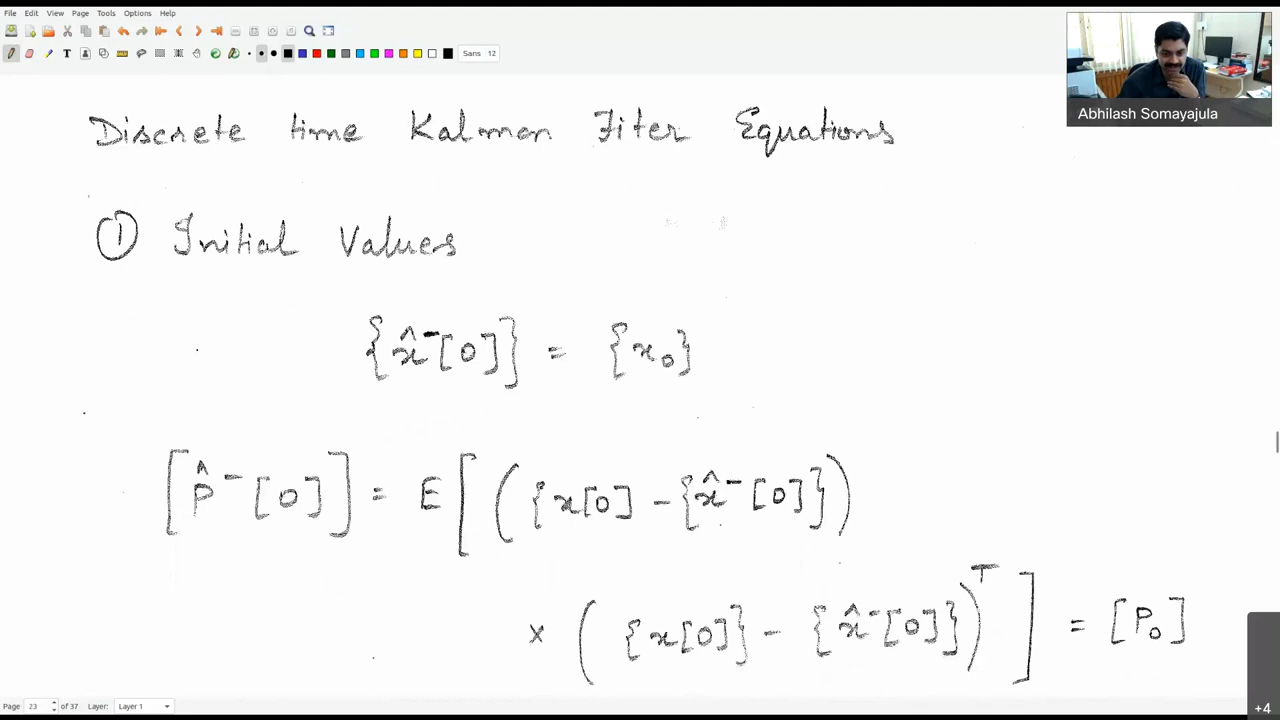 File Edit View Page Tools Options Help
Sans 12
Abhilash Somayajula
Discrete time Kalman Fiter Equations
① Initial Values
{x̂⁻[0]} = {x₀}
[P̂⁻[0]] = E[({x[0] - {x̂⁻[0]})
× ({x[0]} - {x̂⁻[0]})ᵀ] = [P₀]
Page 23 of 37 Layer: Layer 1
+4